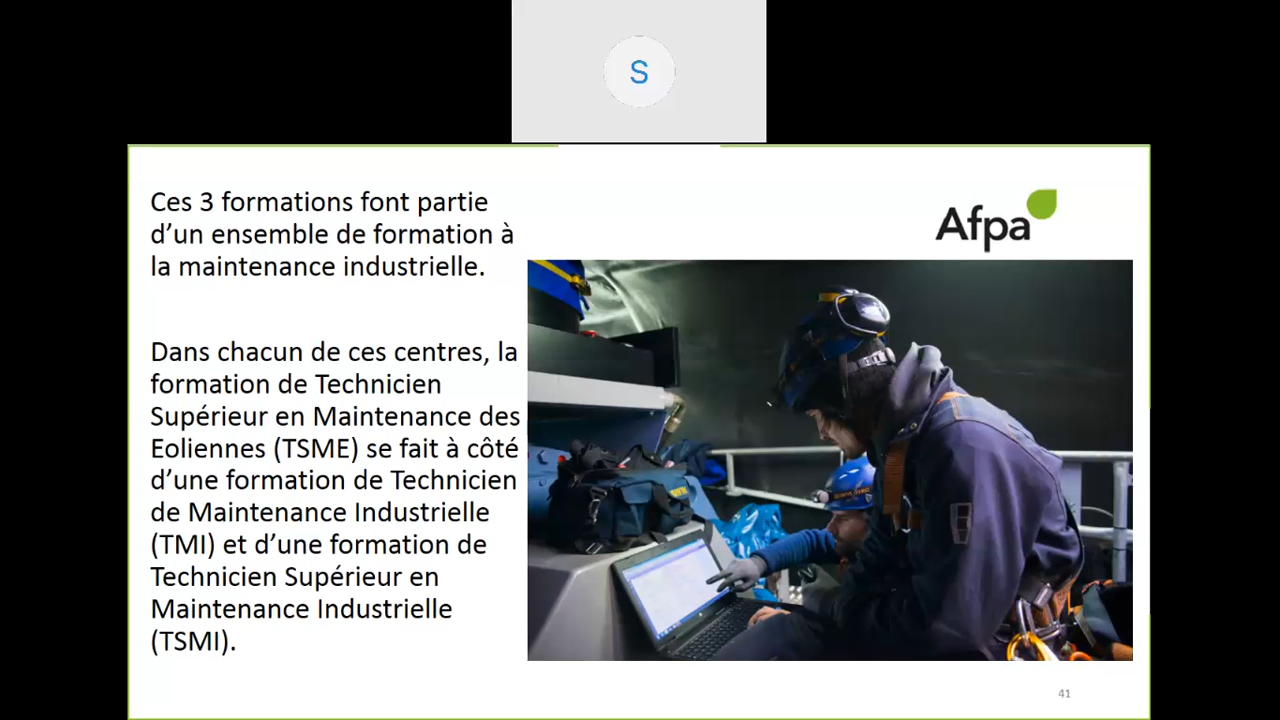 S
Ces 3 formations font partie
d’un ensemble de formation à
la maintenance industrielle.
Dans chacun de ces centres, la
formation de Technicien
Supérieur en Maintenance des
Eoliennes (TSME) se fait à côté
d’une formation de Technicien
de Maintenance Industrielle
(TMI) et d’une formation de
Technicien Supérieur en
Maintenance Industrielle
(TSMI).
Afpa
41